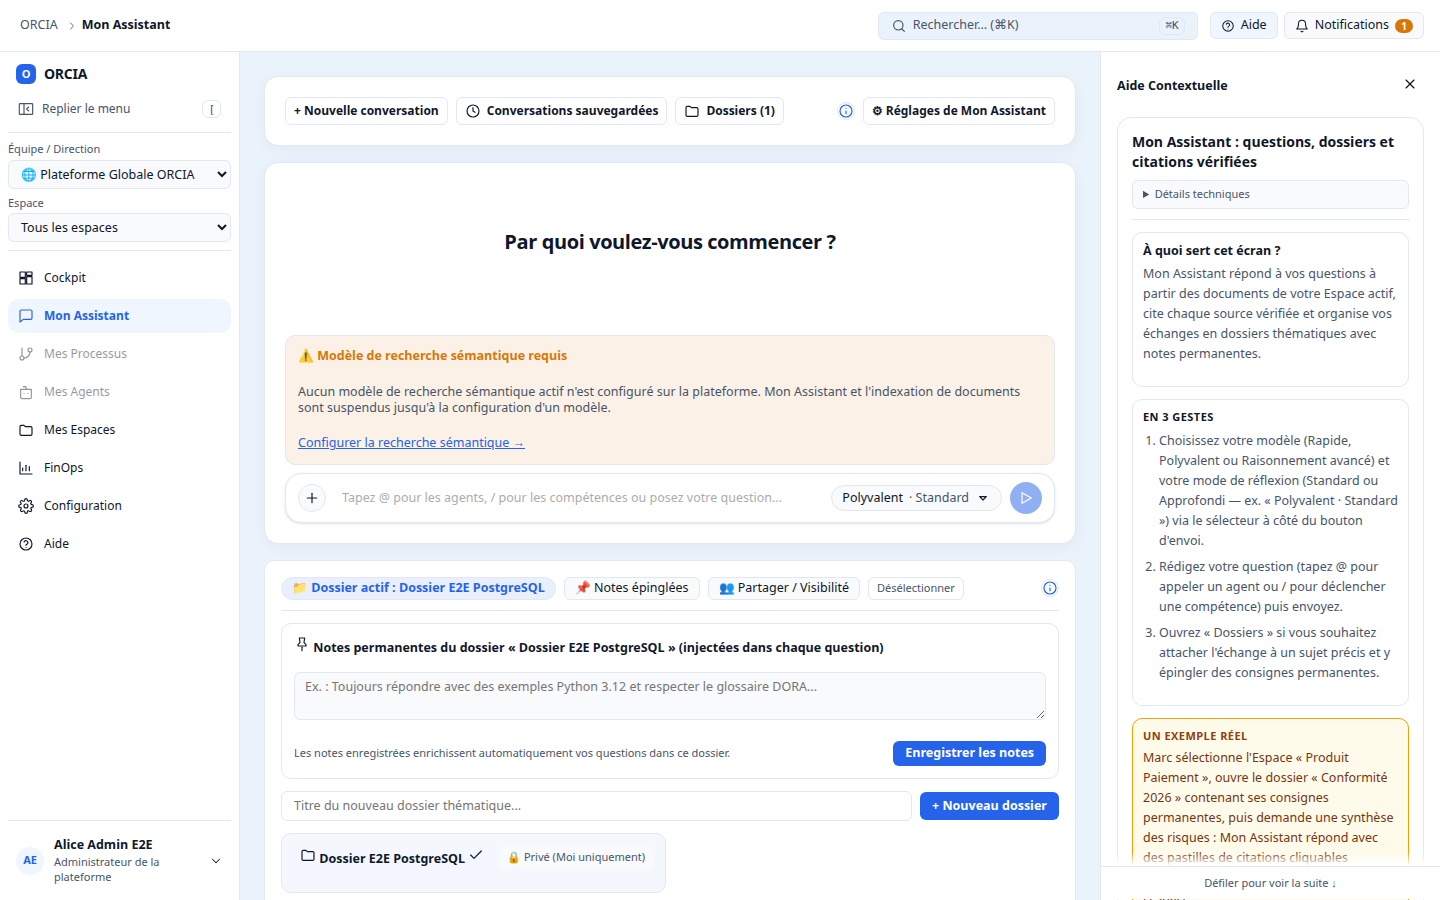 ORCIA > Mon Assistant
Rechercher... (⌘K)
⌘K
Aide
Notifications 1
O ORCIA
Replier le menu [
Équipe / Direction
🌐 Plateforme Globale ORCIA
Espace
Tous les espaces
Cockpit
Mon Assistant
Mes Processus
Mes Agents
Mes Espaces
FinOps
Configuration
Aide
AE
Alice Admin E2E
Administrateur de la
plateforme
+ Nouvelle conversation
Conversations sauvegardées
Dossiers (1)
⚙ Réglages de Mon Assistant
Par quoi voulez-vous commencer ?
⚠️ Modèle de recherche sémantique requis
Aucun modèle de recherche sémantique actif n'est configuré sur la plateforme. Mon Assistant et l'indexation de documents
sont suspendus jusqu'à la configuration d'un modèle.
Configurer la recherche sémantique →
Tapez @ pour les agents, / pour les compétences ou posez votre question...
Polyvalent · Standard
📁 Dossier actif : Dossier E2E PostgreSQL
📌 Notes épinglées
👥 Partager / Visibilité
Désélectionner
Notes permanentes du dossier « Dossier E2E PostgreSQL » (injectées dans chaque question)
Ex. : Toujours répondre avec des exemples Python 3.12 et respecter le glossaire DORA...
Les notes enregistrées enrichissent automatiquement vos questions dans ce dossier.
Enregistrer les notes
Titre du nouveau dossier thématique...
+ Nouveau dossier
Dossier E2E PostgreSQL ✓
🔒 Privé (Moi uniquement)
Aide Contextuelle
Mon Assistant : questions, dossiers et
citations vérifiées
▶ Détails techniques
À quoi sert cet écran ?
Mon Assistant répond à vos questions à
partir des documents de votre Espace actif,
cite chaque source vérifiée et organise vos
échanges en dossiers thématiques avec
notes permanentes.
EN 3 GESTES
1. Choisissez votre modèle (Rapide,
Polyvalent ou Raisonnement avancé) et
votre mode de réflexion (Standard ou
Approfondi — ex. « Polyvalent · Standard
») via le sélecteur à côté du bouton
d'envoi.
2. Rédigez votre question (tapez @ pour
appeler un agent ou / pour déclencher
une compétence) puis envoyez.
3. Ouvrez « Dossiers » si vous souhaitez
attacher l'échange à un sujet précis et y
épingler des consignes permanentes.
UN EXEMPLE RÉEL
Marc sélectionne l'Espace « Produit
Paiement », ouvre le dossier « Conformité
2026 » contenant ses consignes
permanentes, puis demande une synthèse
des risques : Mon Assistant répond avec
des pastilles de citations cliquables
Défiler pour voir la suite ↓